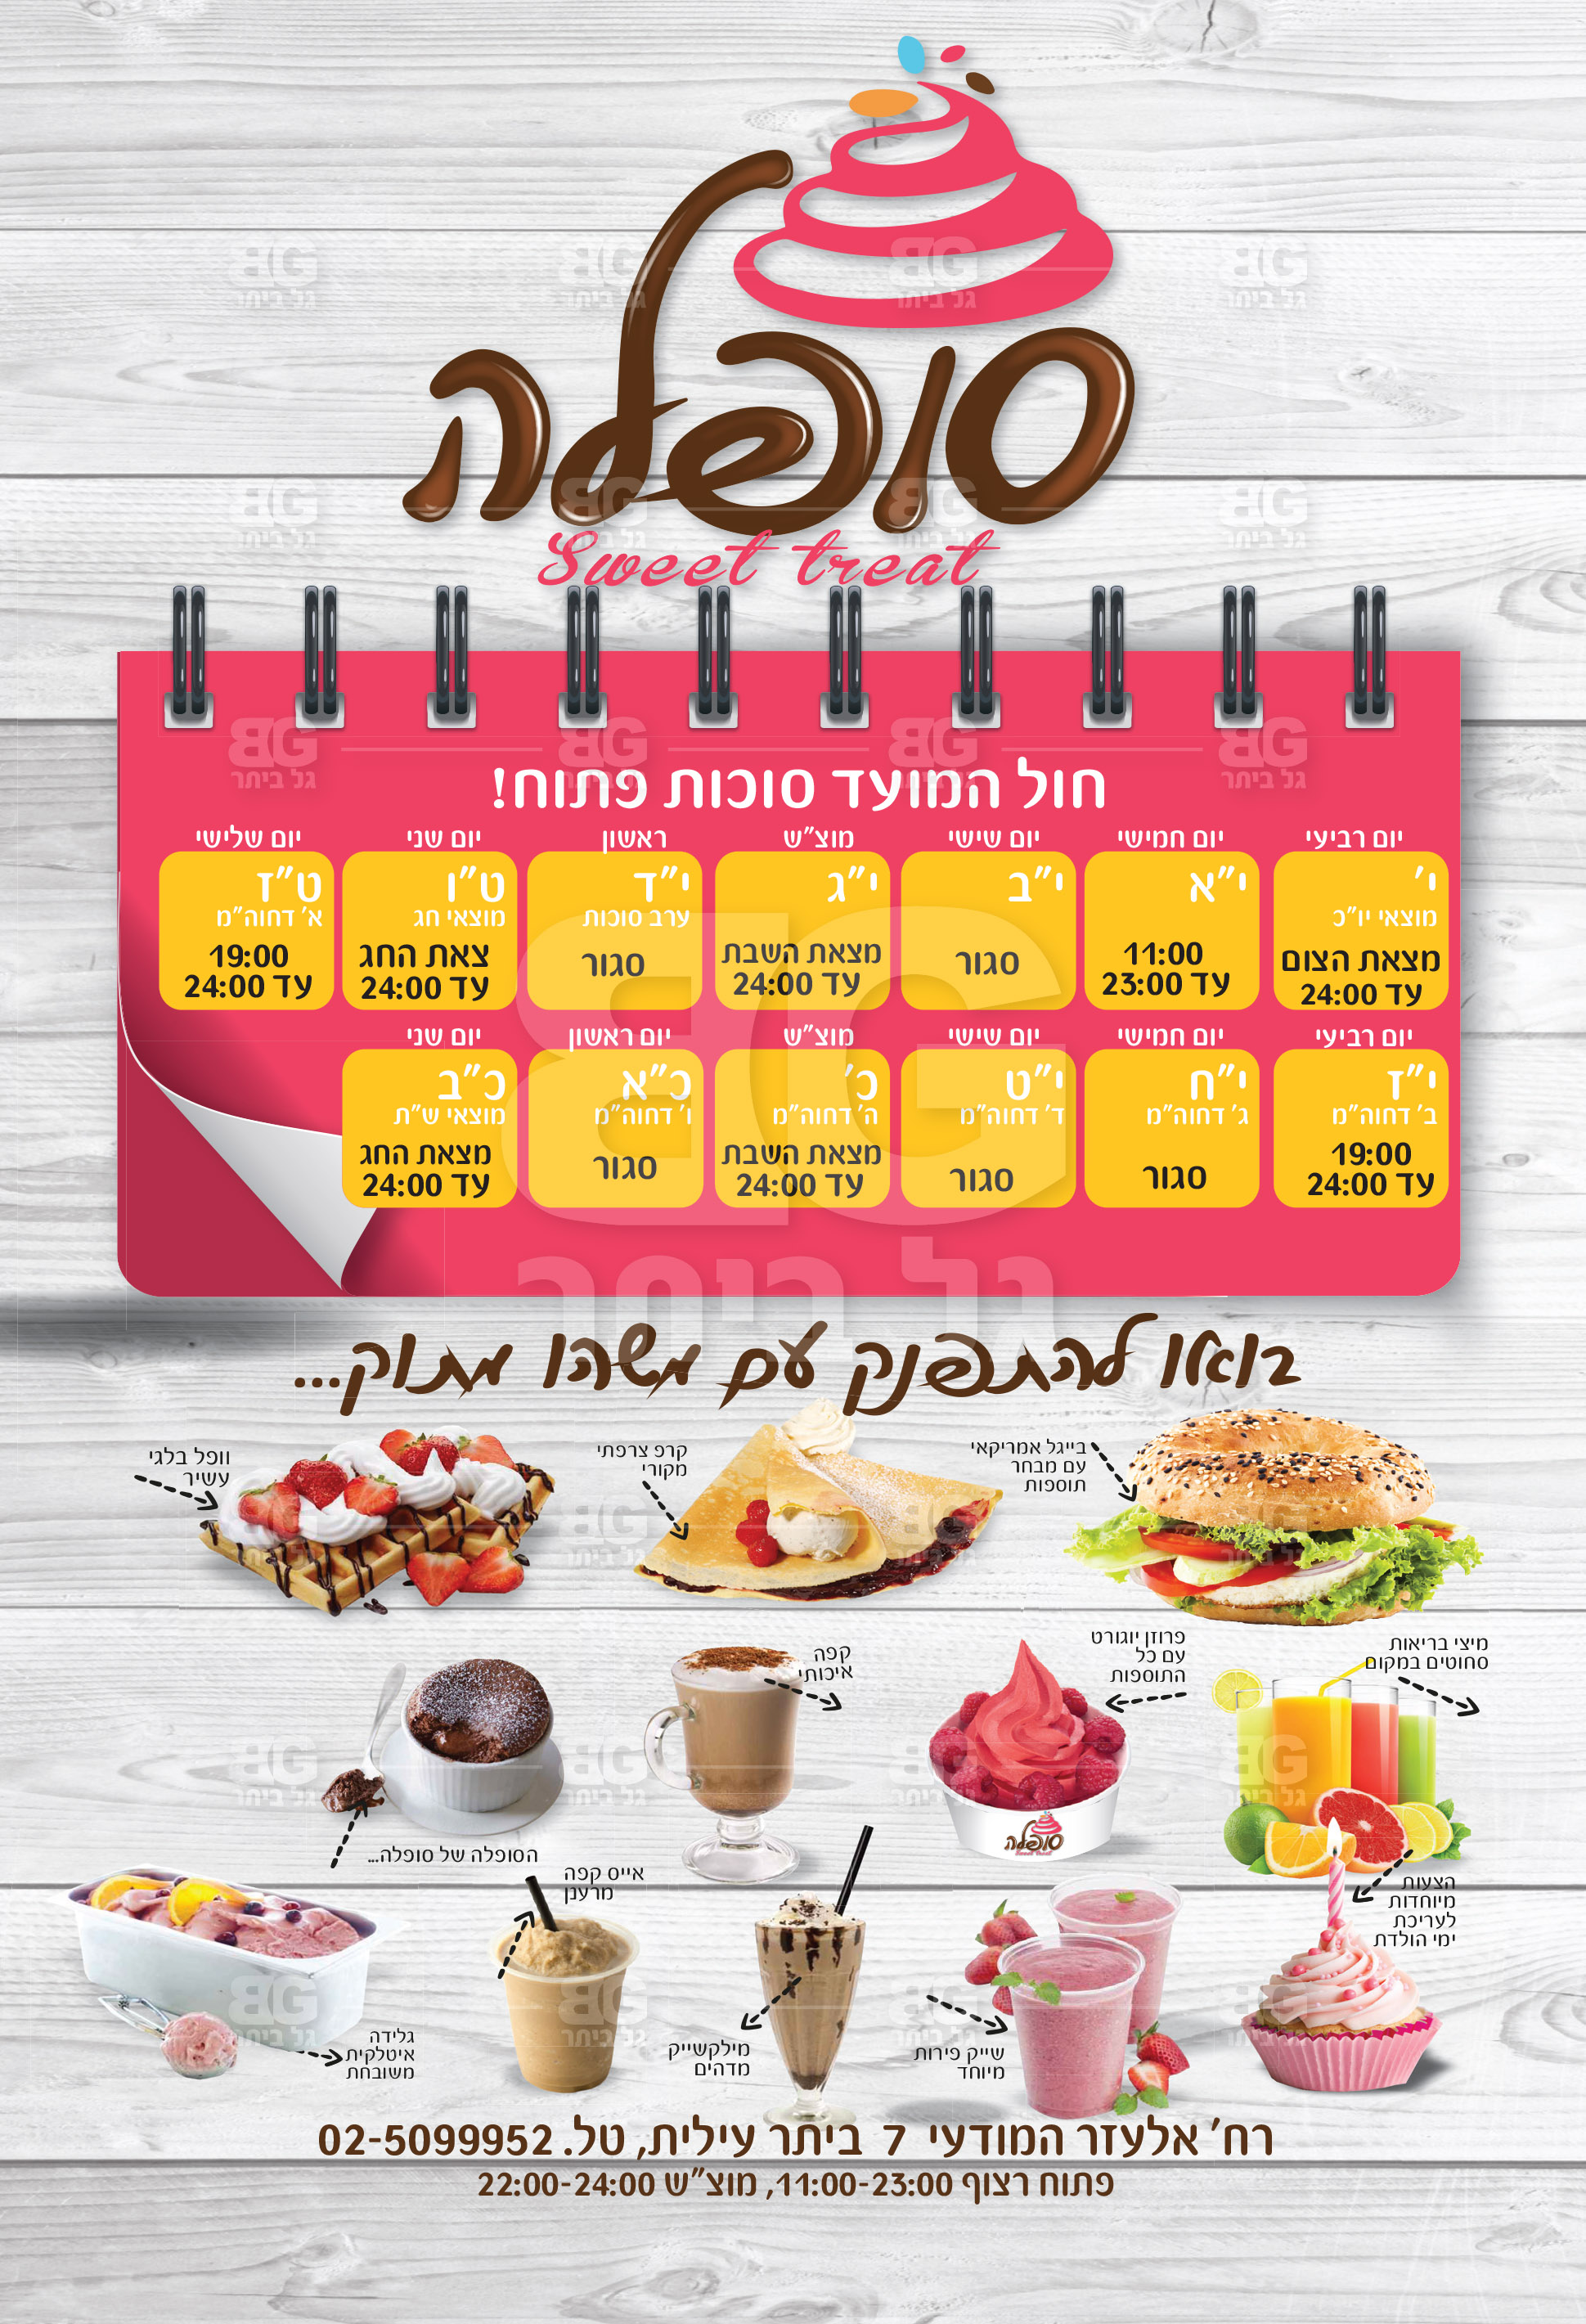 סופלה
Sweet treat
חול המועד סוכות פתוח!
יום רביעי
י'
מוצאי יו"כ
מצאת הצום
עד 24:00
יום חמישי
י"א
11:00
עד 23:00
יום שישי
י"ב
סגור
מוצ"ש
י"ג
מצאת השבת
עד 24:00
ראשון
י"ד
ערב סוכות
סגור
יום שני
ט"ו
מוצאי חג
צאת החג
עד 24:00
יום שלישי
ט"ז
א' דחוה"מ
19:00
עד 24:00
יום רביעי
י"ז
ב' דחוה"מ
19:00
עד 24:00
יום חמישי
י"ח
ג' דחוה"מ
סגור
יום שישי
י"ט
ד' דחוה"מ
סגור
מוצ"ש
כ'
ה' דחוה"מ
מצאת השבת
עד 24:00
יום ראשון
כ"א
ו' דחוה"מ
סגור
יום שני
כ"ב
מוצאי ש"ת
מצאת החג
עד 24:00
BG
גל ביתר
בואו להתפנק עם משהו מתוק...
בייגל אמריקאי
עם מבחר
תוספות
קרפ צרפתי
מקורי
וופל בלגי
עשיר
מיצי בריאות
סחוטים במקום
פרוזן יוגורט
עם כל
התוספות
סופלה
קפה
איכותי
הסופלה של סופלה...
הצעות
מיוחדות
לעריכת
ימי הולדת
שייק פירות
מיוחד
מילקשייק
מדהים
אייס קפה
מרענן
גלידה
איטלקית
משובחת
רח' אלעזר המודעי 7 ביתר עילית, טל. 02-5099952
פתוח רצוף 11:00-23:00, מוצ"ש 22:00-24:00